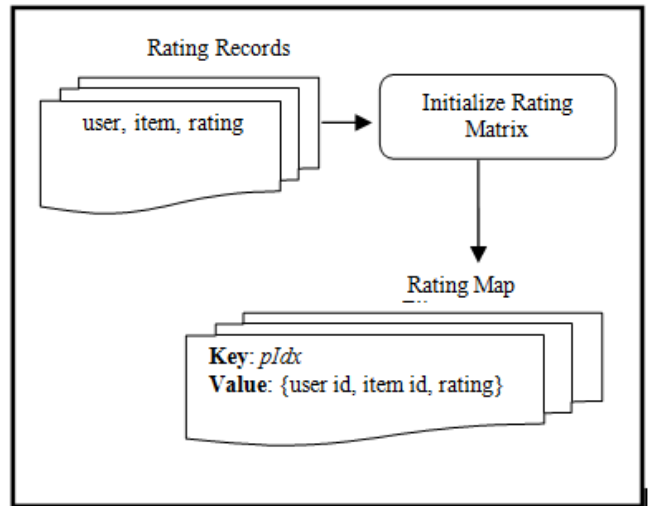 Rating Records
user, item, rating
Initialize Rating
Matrix
Rating Map
Key: pIdx
Value: {user id, item id, rating}